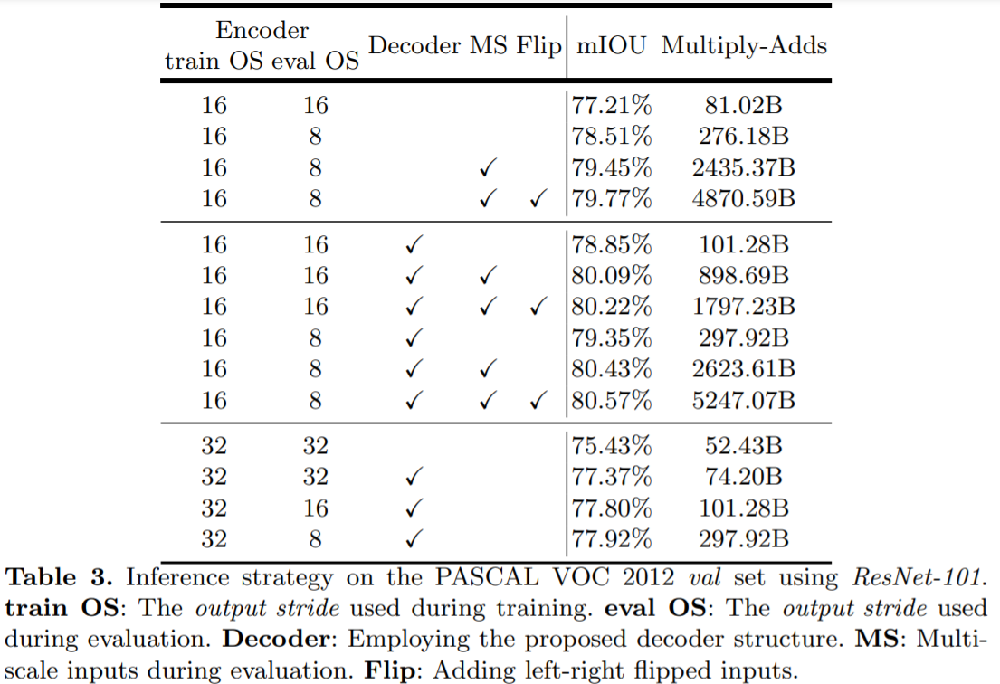 Encoder
train OS eval OS Decoder MS Flip mIOU Multiply-Adds
16 16 77.21% 81.02B
16 8 78.51% 276.18B
16 8 ✓ 79.45% 2435.37B
16 8 ✓ ✓ 79.77% 4870.59B
16 16 ✓ 78.85% 101.28B
16 16 ✓ ✓ 80.09% 898.69B
16 16 ✓ ✓ ✓ 80.22% 1797.23B
16 8 ✓ 79.35% 297.92B
16 8 ✓ ✓ 80.43% 2623.61B
16 8 ✓ ✓ ✓ 80.57% 5247.07B
32 32 75.43% 52.43B
32 32 ✓ 77.37% 74.20B
32 16 ✓ 77.80% 101.28B
32 8 ✓ 77.92% 297.92B
Table 3. Inference strategy on the PASCAL VOC 2012 val set using ResNet-101.
train OS: The output stride used during training. eval OS: The output stride used
during evaluation. Decoder: Employing the proposed decoder structure. MS: Multi-
scale inputs during evaluation. Flip: Adding left-right flipped inputs.